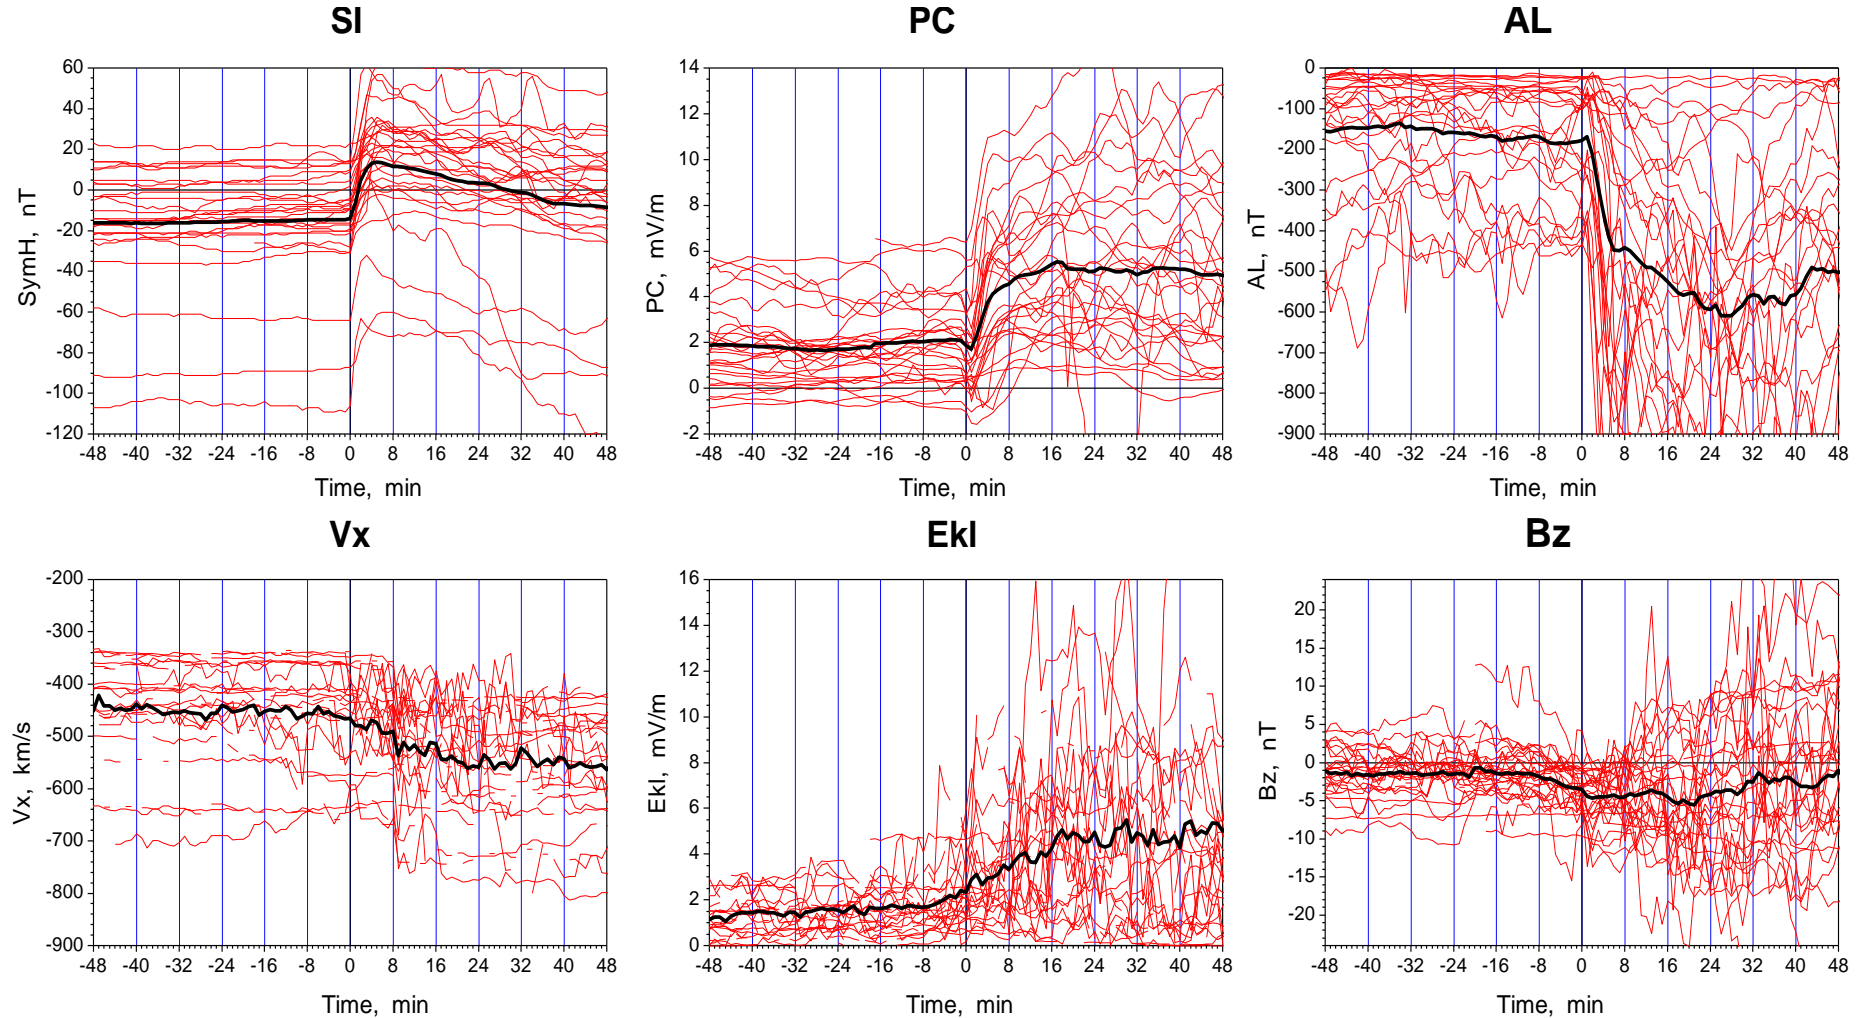 SI
PC
AL
60
40
20
0
-20
-40
-60
-80
-100
-120
SymH, nT
-48 -40 -32 -24 -16 -8 0 8 16 24 32 40 48
Time, min
14
12
10
8
6
4
2
0
-2
PC, mV/m
-48 -40 -32 -24 -16 -8 0 8 16 24 32 40 48
Time, min
0
-100
-200
-300
-400
-500
-600
-700
-800
-900
AL, nT
-48 -40 -32 -24 -16 -8 0 8 16 24 32 40 48
Time, min
Vx
Ekl
Bz
-200
-300
-400
-500
-600
-700
-800
-900
Vx, km/s
-48 -40 -32 -24 -16 -8 0 8 16 24 32 40 48
Time, min
16
14
12
10
8
6
4
2
0
Ekl, mV/m
-48 -40 -32 -24 -16 -8 0 8 16 24 32 40 48
Time, min
20
15
10
5
0
-5
-10
-15
-20
Bz, nT
-48 -40 -32 -24 -16 -8 0 8 16 24 32 40 48
Time, min